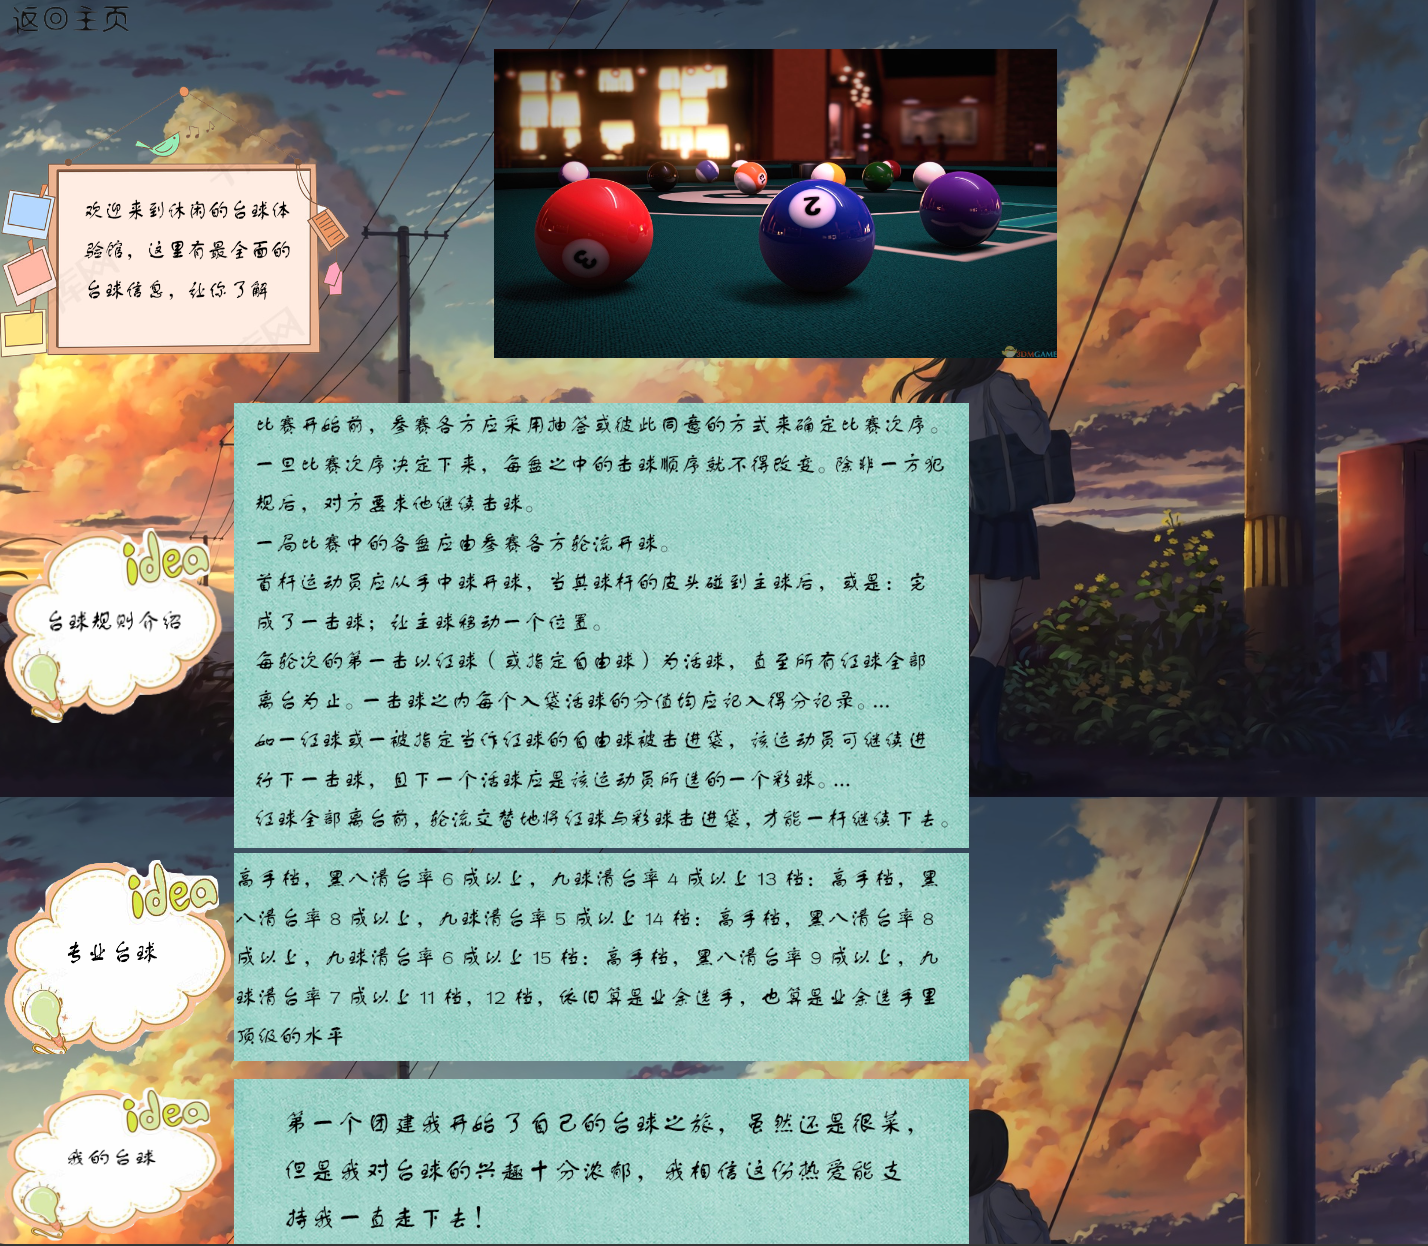 返回主页
欢迎来到休闲的台球体
验馆，这里有最全面的
台球信息，让你了解
3
2
3DMGAME
比赛开始前，参赛各方应采用抽签或彼此同意的方式来确定比赛次序。
一旦比赛次序决定下来，每盘之中的击球顺序就不得改变。除非一方犯
规后，对方要求他继续击球。
一局比赛中的各盘应由参赛各方轮流开球。
首杆运动员应从手中球开球，当其球杆的皮头碰到主球后，或是：完
成了一击球；让主球移动一个位置。
每轮次的第一击以红球（或指定自由球）为活球，直至所有红球全部
离台为止。一击球之内每个入袋活球的分值均应记入得分记录。...
如一红球或一被指定当作红球的自由球被击进袋，该运动员可继续进
行下一击球，且下一个活球应是该运动员所选的一个彩球。...
红球全部离台前，轮流交替地将红球与彩球击进袋，才能一杆继续下去。
idea
台球规则介绍
高手档，黑八清台率6成以上，九球清台率4成以上13档：高手档，黑
八清台率8成以上，九球清台率5成以上14档：高手档，黑八清台率8
成以上，九球清台率6成以上15档：高手档，黑八清台率9成以上，九
球清台率7成以上11档，12档，依旧算是业余选手，也算是业余选手里
顶级的水平
idea
专业台球
idea
我的台球
第一个团建我开始了自己的台球之旅，虽然还是很菜，
但是我对台球的兴趣十分浓郁，我相信这份热爱能支
持我一直走下去！